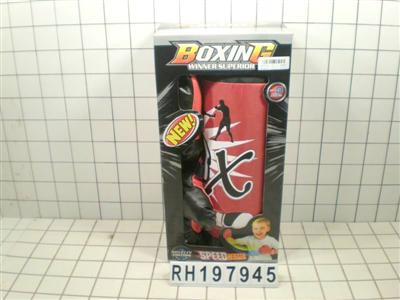 BOXING
WINNER SUPERIOR
NEW!
X
SPEED
RH197945